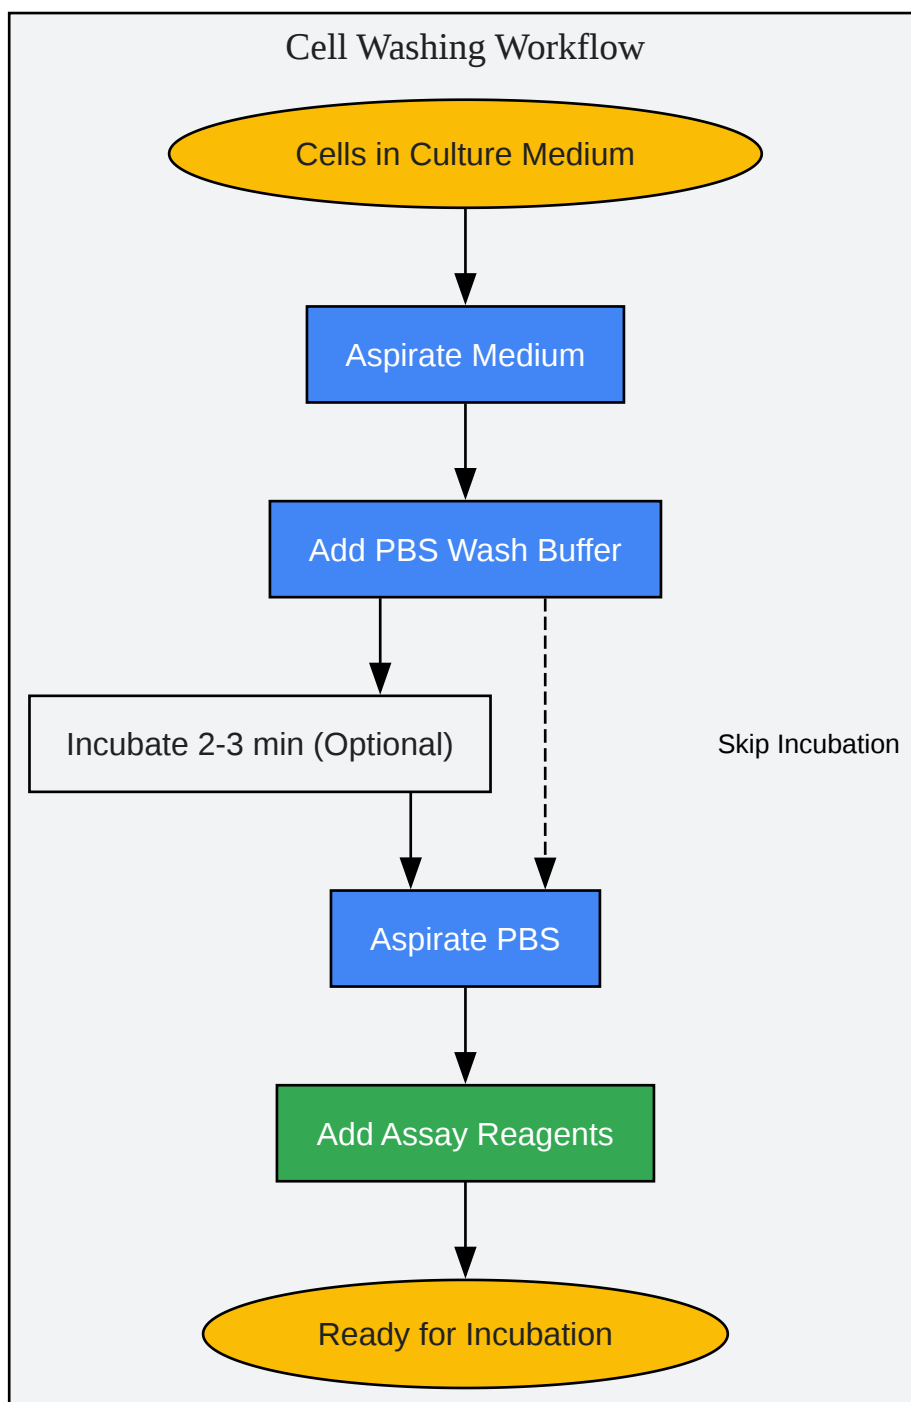 Cell Washing Workflow
Cells in Culture Medium
Aspirate Medium
Add PBS Wash Buffer
Incubate 2-3 min (Optional)
Skip Incubation
Aspirate PBS
Add Assay Reagents
Ready for Incubation